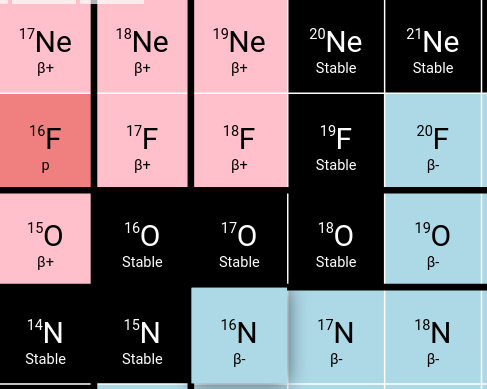 17Ne 18Ne 19Ne 20Ne 21Ne
β+ β+ β+ Stable Stable
16F 17F 18F 19F 20F
p β+ β+ Stable β-
15O 16O 17O 18O 19O
β+ Stable Stable Stable β-
14N 15N 16N 17N 18N
Stable Stable β- β- β-